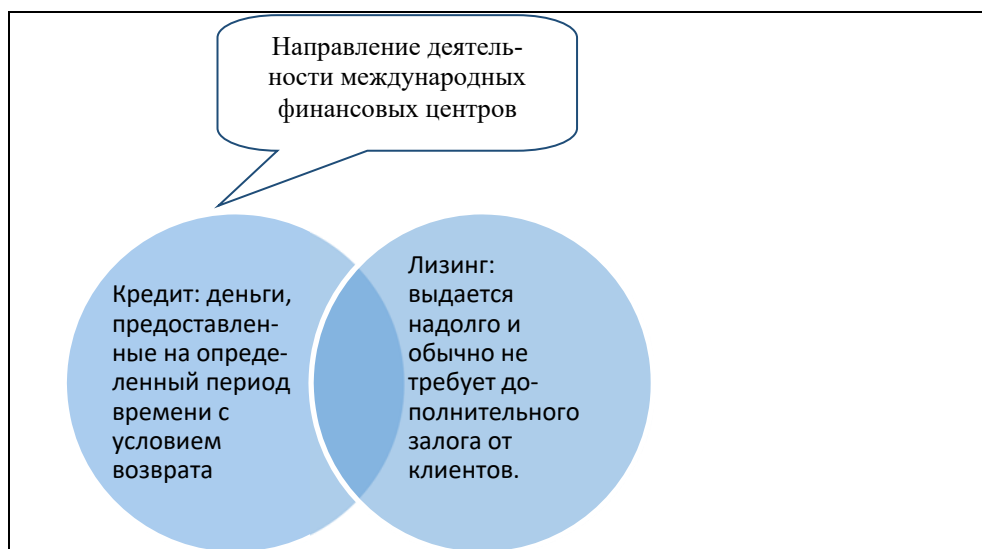 Направление деятель-
ности международных
финансовых центров
Кредит: деньги,
предоставлен-
ные на опреде-
ленный период
времени с
условием
возврата
Лизинг:
выдается
надолго и
обычно не
требует до-
полнительного
залога от
клиентов.